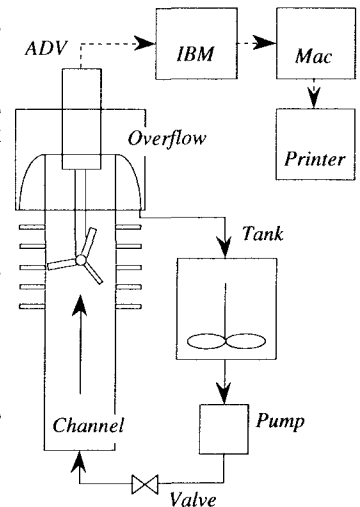 ADV
IBM
Mac
Overflow
Printer
Tank
Channel
Pump
Valve